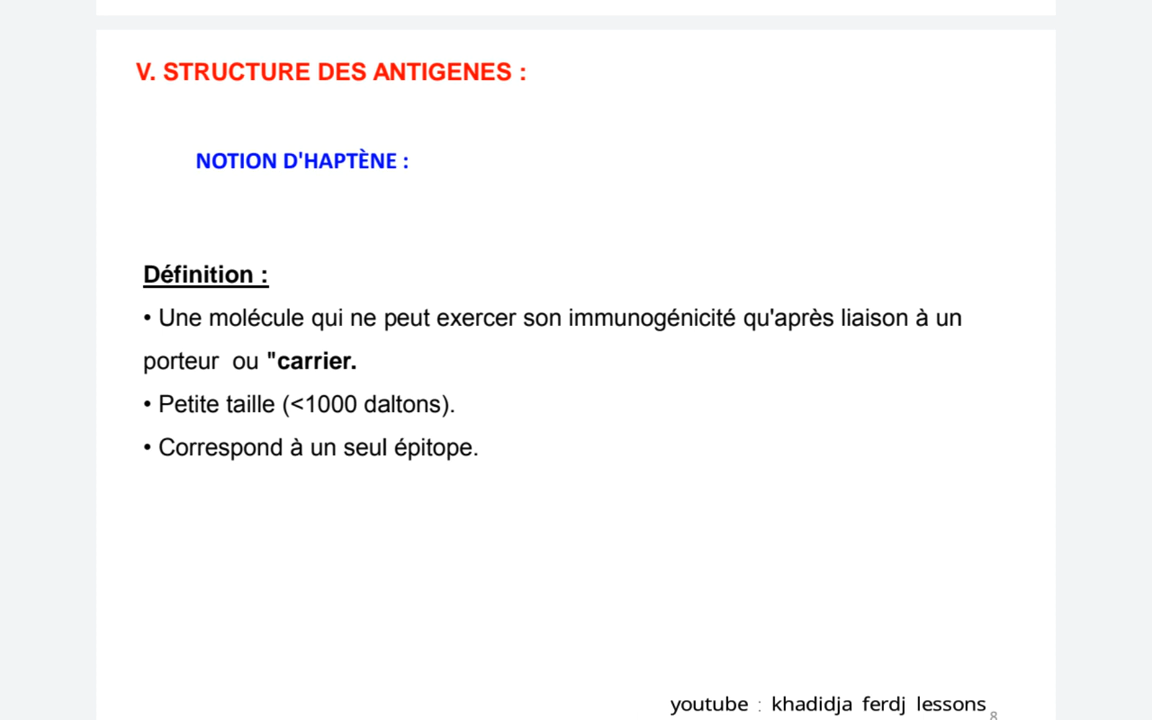 V. STRUCTURE DES ANTIGENES :
NOTION D'HAPTÈNE :
Définition :
• Une molécule qui ne peut exercer son immunogénicité qu'après liaison à un
porteur  ou "carrier.
• Petite taille (<1000 daltons).
• Correspond à un seul épitope.
youtube : khadidja ferdj lessons
8